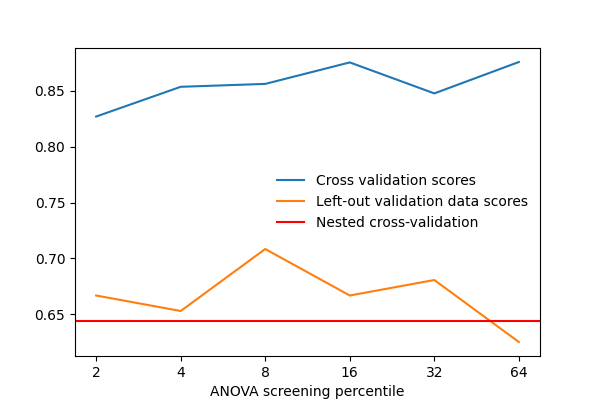 0.85
0.80
0.75
0.70
0.65
Cross validation scores
Left-out validation data scores
Nested cross-validation
2 4 8 16 32 64
ANOVA screening percentile